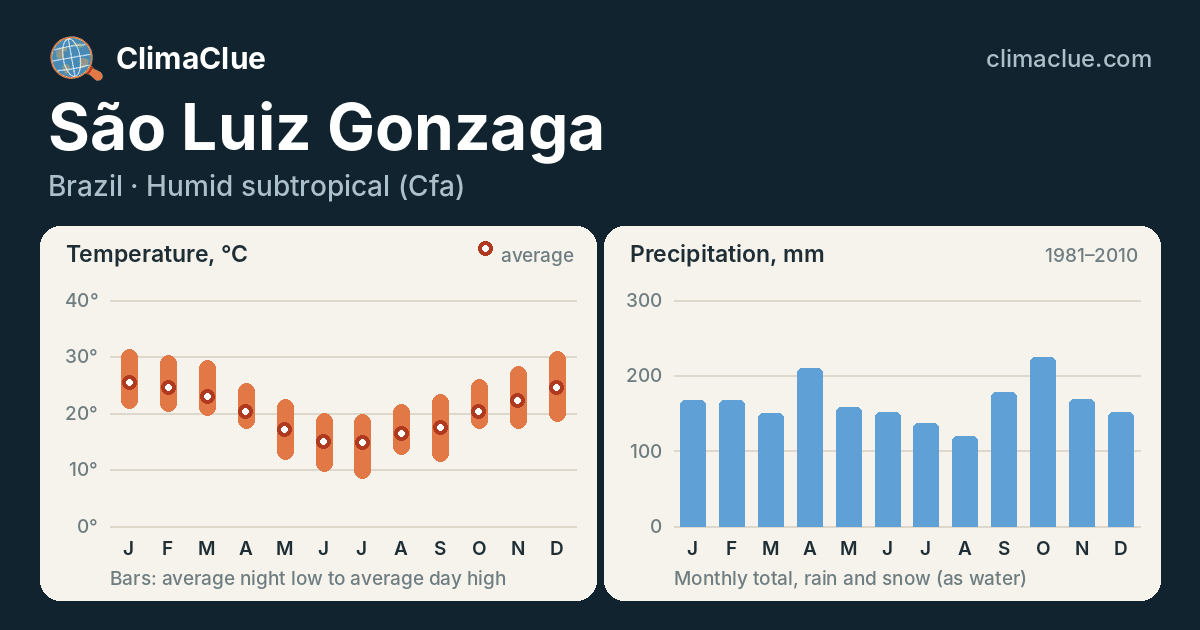 ClimaClue
climaclue.com
São Luiz Gonzaga
Brazil · Humid subtropical (Cfa)
Temperature, °C
average
40°
30°
20°
10°
0°
J F M A M J J A S O N D
Bars: average night low to average day high
Precipitation, mm
1981–2010
300
200
100
0
J F M A M J J A S O N D
Monthly total, rain and snow (as water)